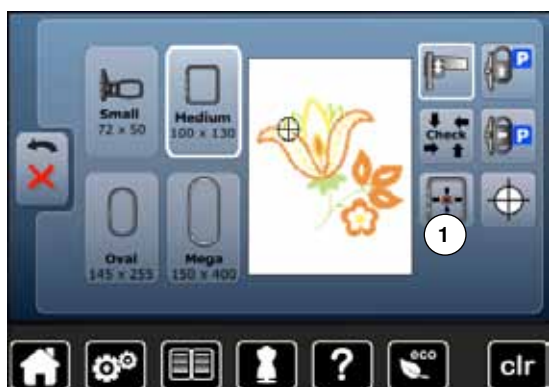 Small
72 x 50
Medium
100 x 130
Oval
145 x 255
Mega
150 x 400
Check
P
P
1
?
eco
clr